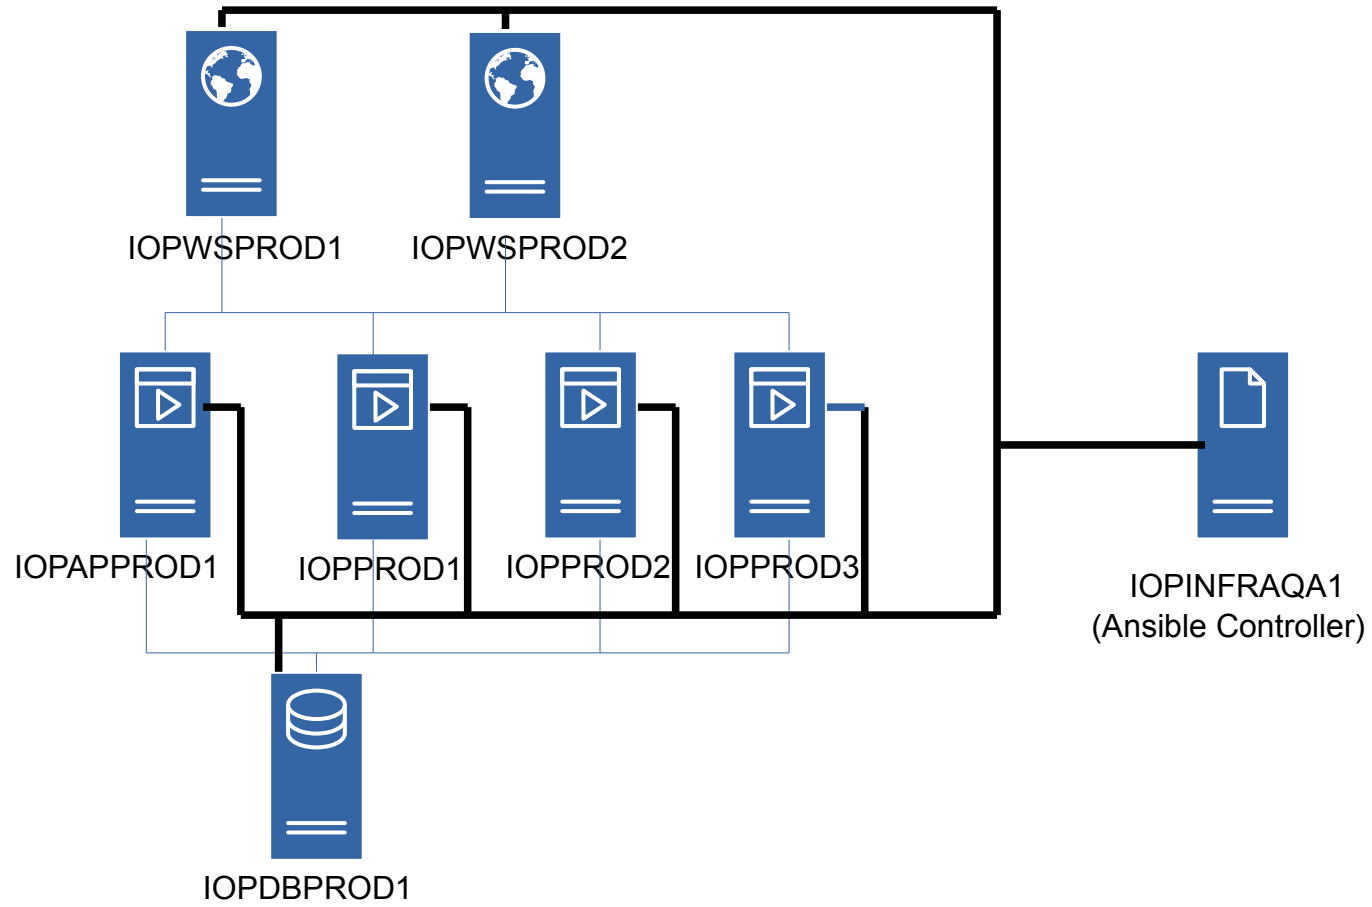 IOPWSPROD1
IOPWSPROD2
IOPAPPROD1
IOPPROD1
IOPPROD2
IOPPROD3
IOPINFRAQA1
(Ansible Controller)
IOPDBPROD1